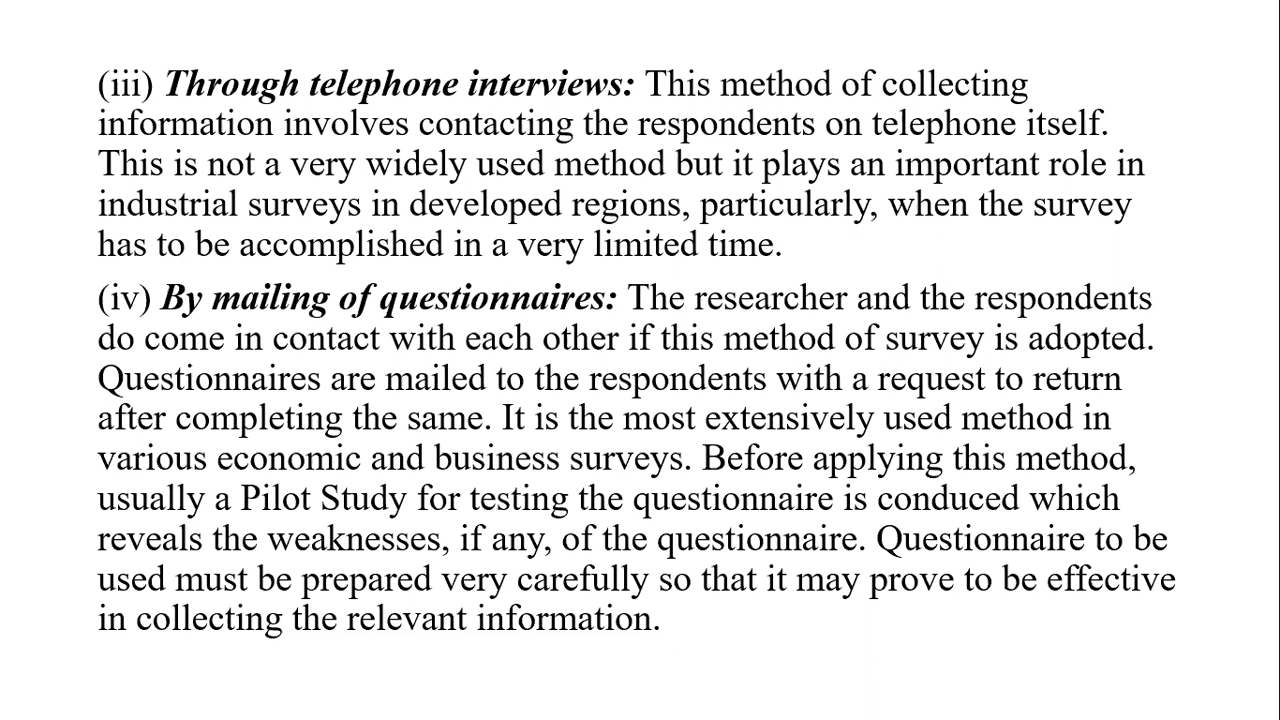 (iii) Through telephone interviews: This method of collecting
information involves contacting the respondents on telephone itself.
This is not a very widely used method but it plays an important role in
industrial surveys in developed regions, particularly, when the survey
has to be accomplished in a very limited time.
(iv) By mailing of questionnaires: The researcher and the respondents
do come in contact with each other if this method of survey is adopted.
Questionnaires are mailed to the respondents with a request to return
after completing the same. It is the most extensively used method in
various economic and business surveys. Before applying this method,
usually a Pilot Study for testing the questionnaire is conduced which
reveals the weaknesses, if any, of the questionnaire. Questionnaire to be
used must be prepared very carefully so that it may prove to be effective
in collecting the relevant information.